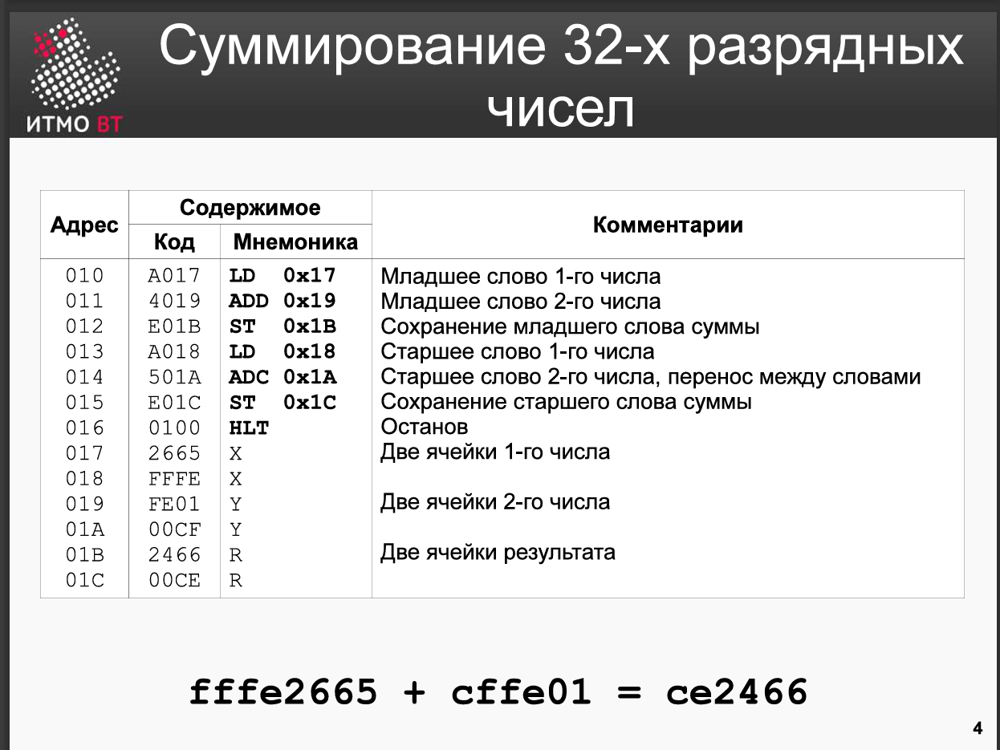 ИТМО ВТ
Суммирование 32-х разрядных
чисел
Адрес Содержимое Комментарии
Код Мнемоника
010 A017 LD 0x17 Младшее слово 1-го числа
011 4019 ADD 0x19 Младшее слово 2-го числа
012 E01B ST 0x1B Сохранение младшего слова суммы
013 A018 LD 0x18 Старшее слово 1-го числа
014 501A ADC 0x1A Старшее слово 2-го числа, перенос между словами
015 E01C ST 0x1C Сохранение старшего слова суммы
016 0100 HLT Останов
017 2665 X Две ячейки 1-го числа
018 FFFE X
019 FE01 Y Две ячейки 2-го числа
01A 00CF Y
01B 2466 R Две ячейки результата
01C 00CE R
fffe2665 + cffe01 = ce2466
4